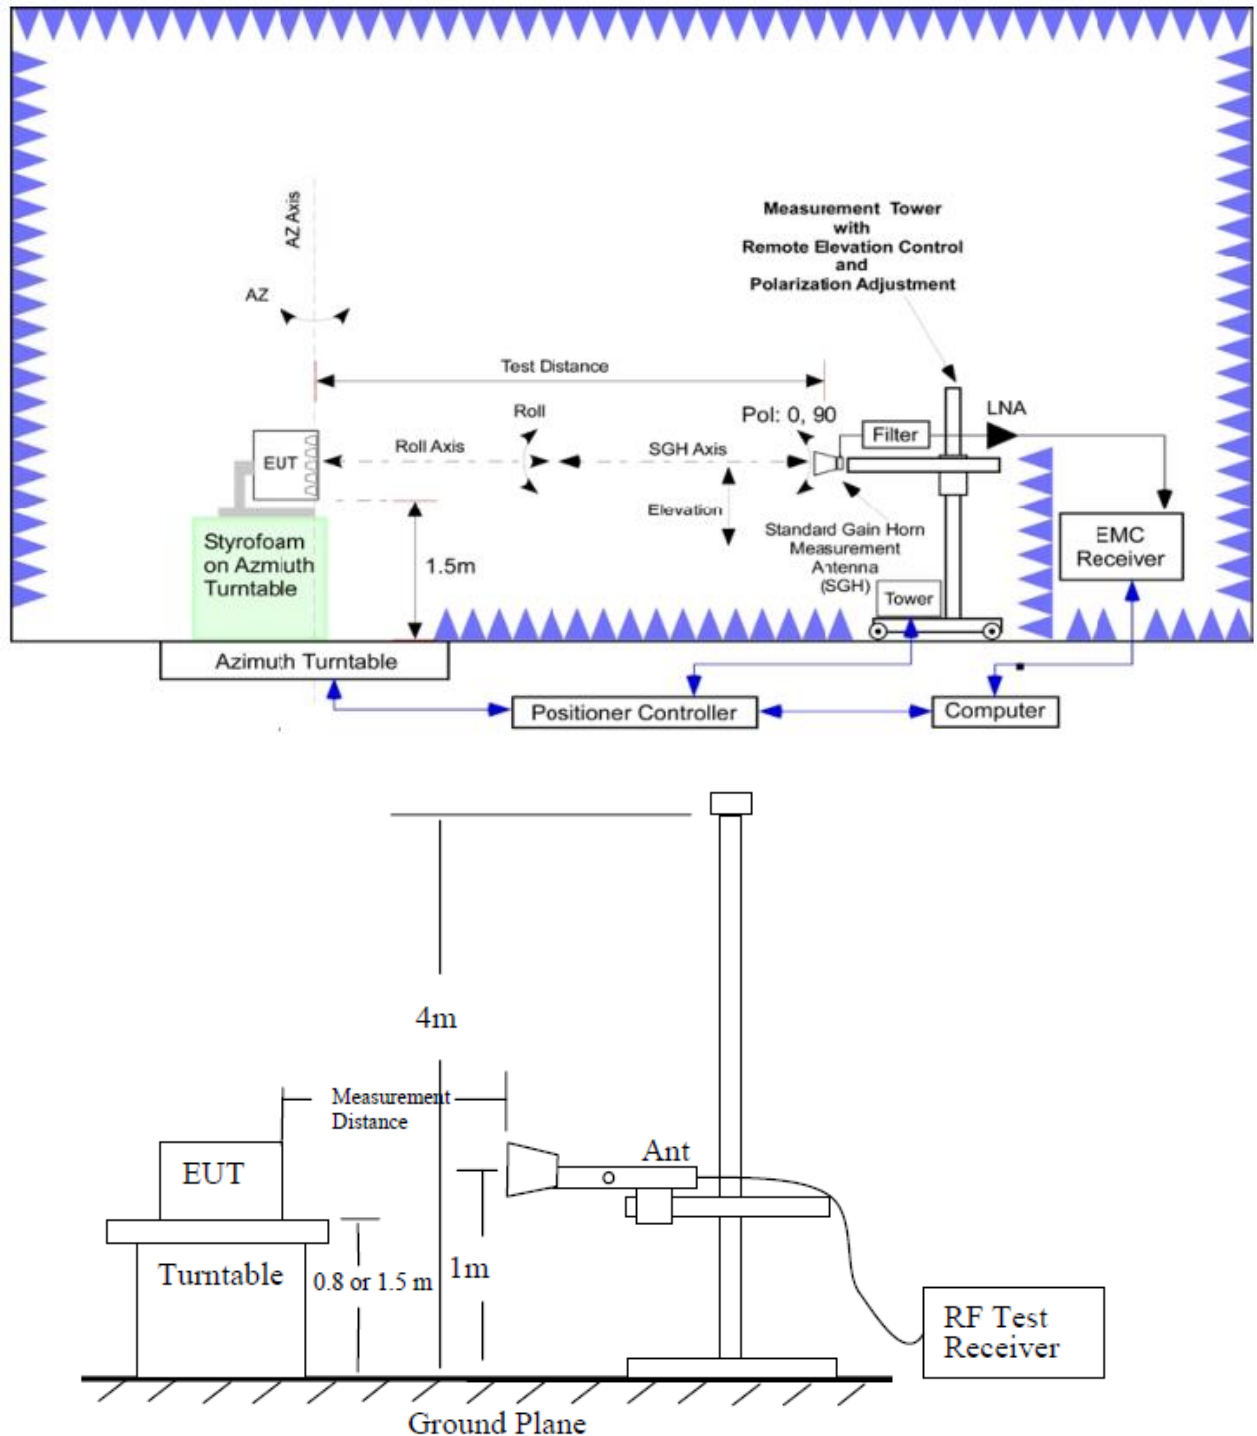 Measurement Tower
with
Remote Elevation Control
and
Polarization Adjustment
AZ Axis
AZ
Test Distance
Roll
Pol: 0, 90
LNA
Filter
EUT
Roll Axis
SGH Axis
Elevation
Standard Gain Horn
Measurement
Antenna
(SGH)
EMC
Receiver
Styrofoam
on Azmiuth
Turntable
1.5m
Tower
Azimuth Turntable
Positioner Controller
Computer
4m
Measurement
Distance
EUT
Ant
Turntable
0.8 or 1.5 m
1m
RF Test
Receiver
Ground Plane